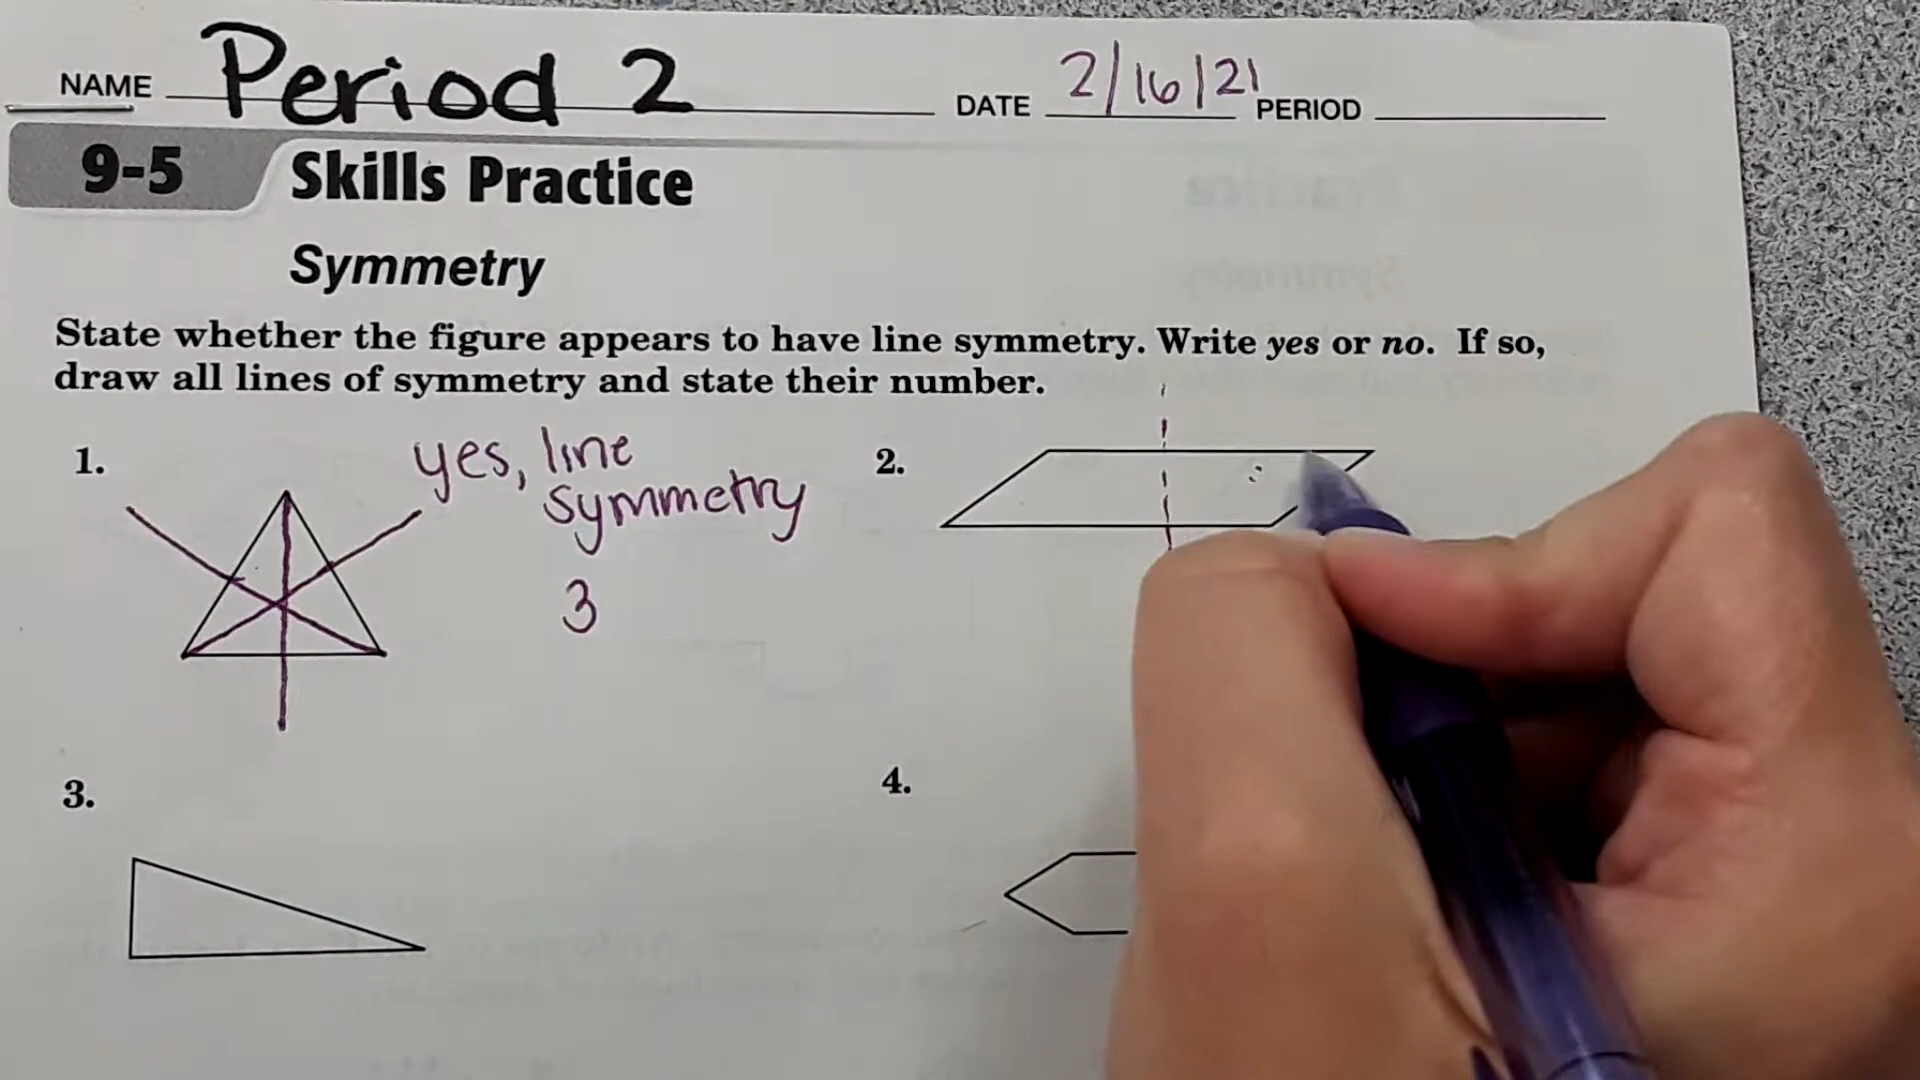 NAME Period 2 DATE 2/16/21 PERIOD
9-5 Skills Practice
Symmetry
State whether the figure appears to have line symmetry. Write yes or no. If so,
draw all lines of symmetry and state their number.
1. yes, line
symmetry
3
2.
3.
4.